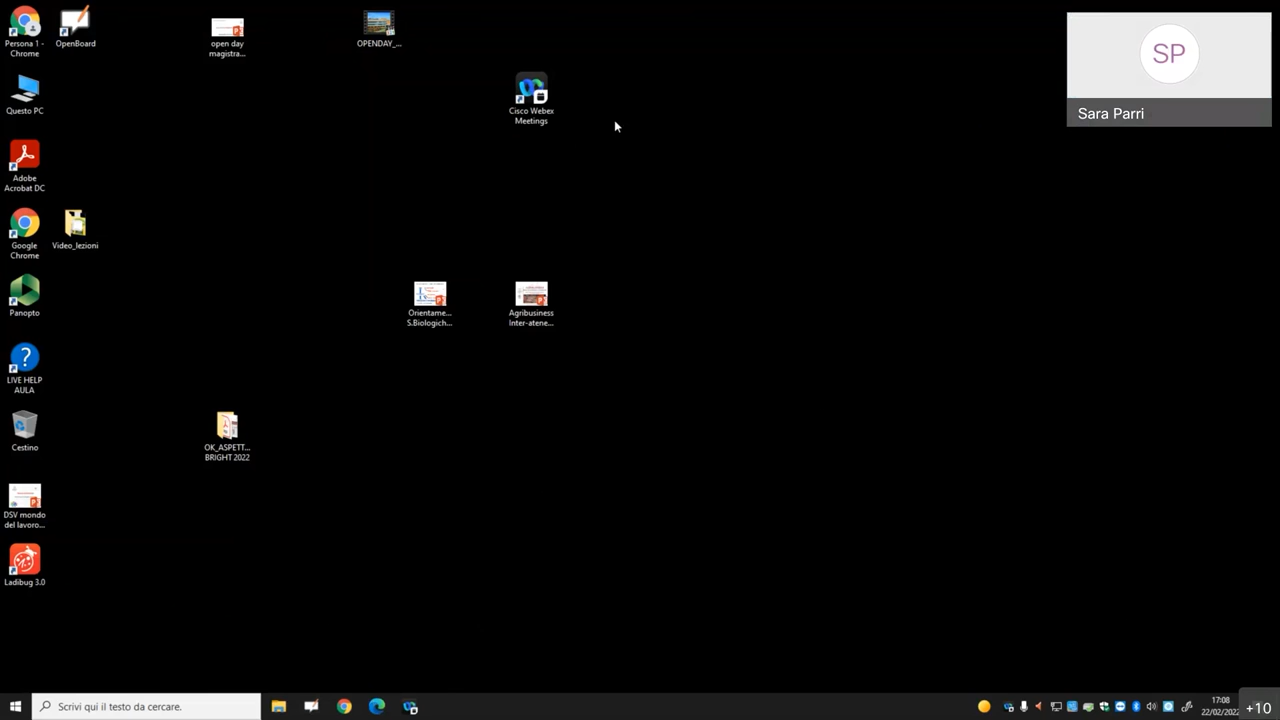 Persona 1 -
Chrome
OpenBoard
open day
magistra...
OPENDAY_...
SP
Sara Parri
Questo PC
Cisco Webex
Meetings
Adobe
Acrobat DC
Google
Chrome
Video_lezioni
Panopto
Orientame...
S.Biologich...
Agribusiness
Inter-atene...
?
LIVE HELP
AULA
Cestino
OK_ASPETT...
BRIGHT 2022
DSV mondo
del lavoro...
Ladibug 3.0
Scrivi qui il testo da cercare.
17:08
22/02/2022
+10